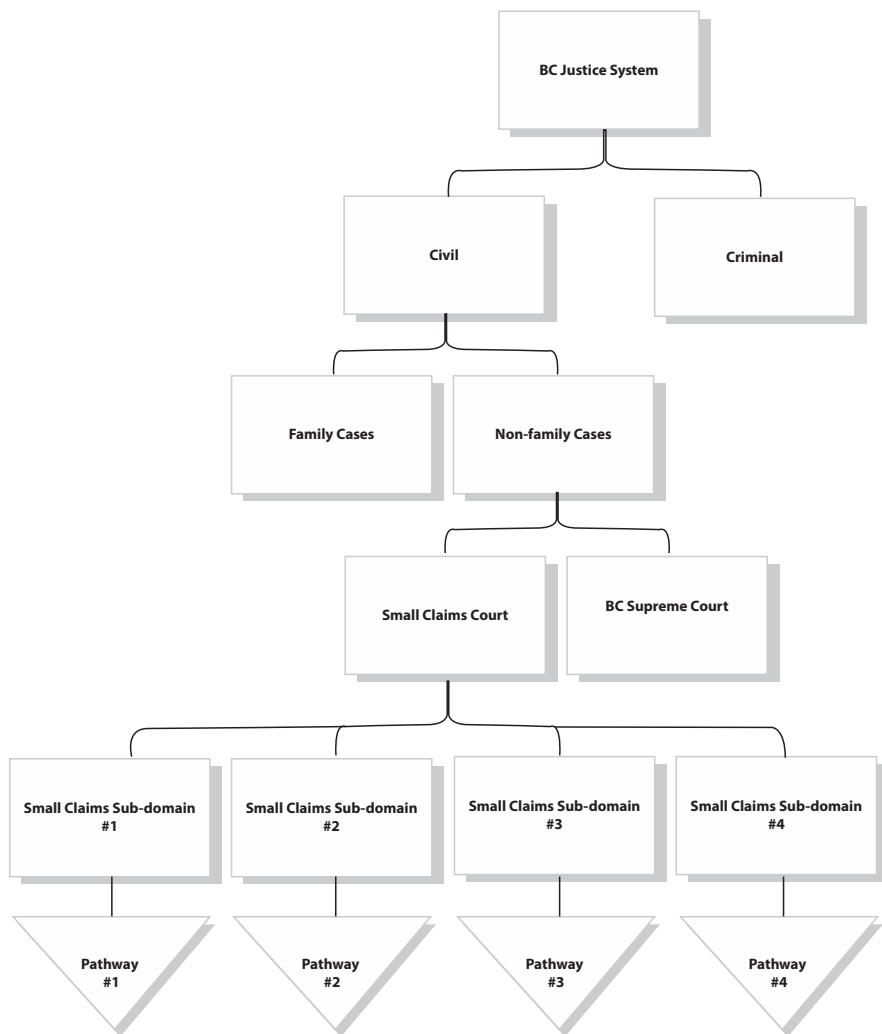 BC Justice System
Civil
Criminal
Family Cases
Non-family Cases
Small Claims Court
BC Supreme Court
Small Claims Sub-domain
#1
Small Claims Sub-domain
#2
Small Claims Sub-domain
#3
Small Claims Sub-domain
#4
Pathway
#1
Pathway
#2
Pathway
#3
Pathway
#4